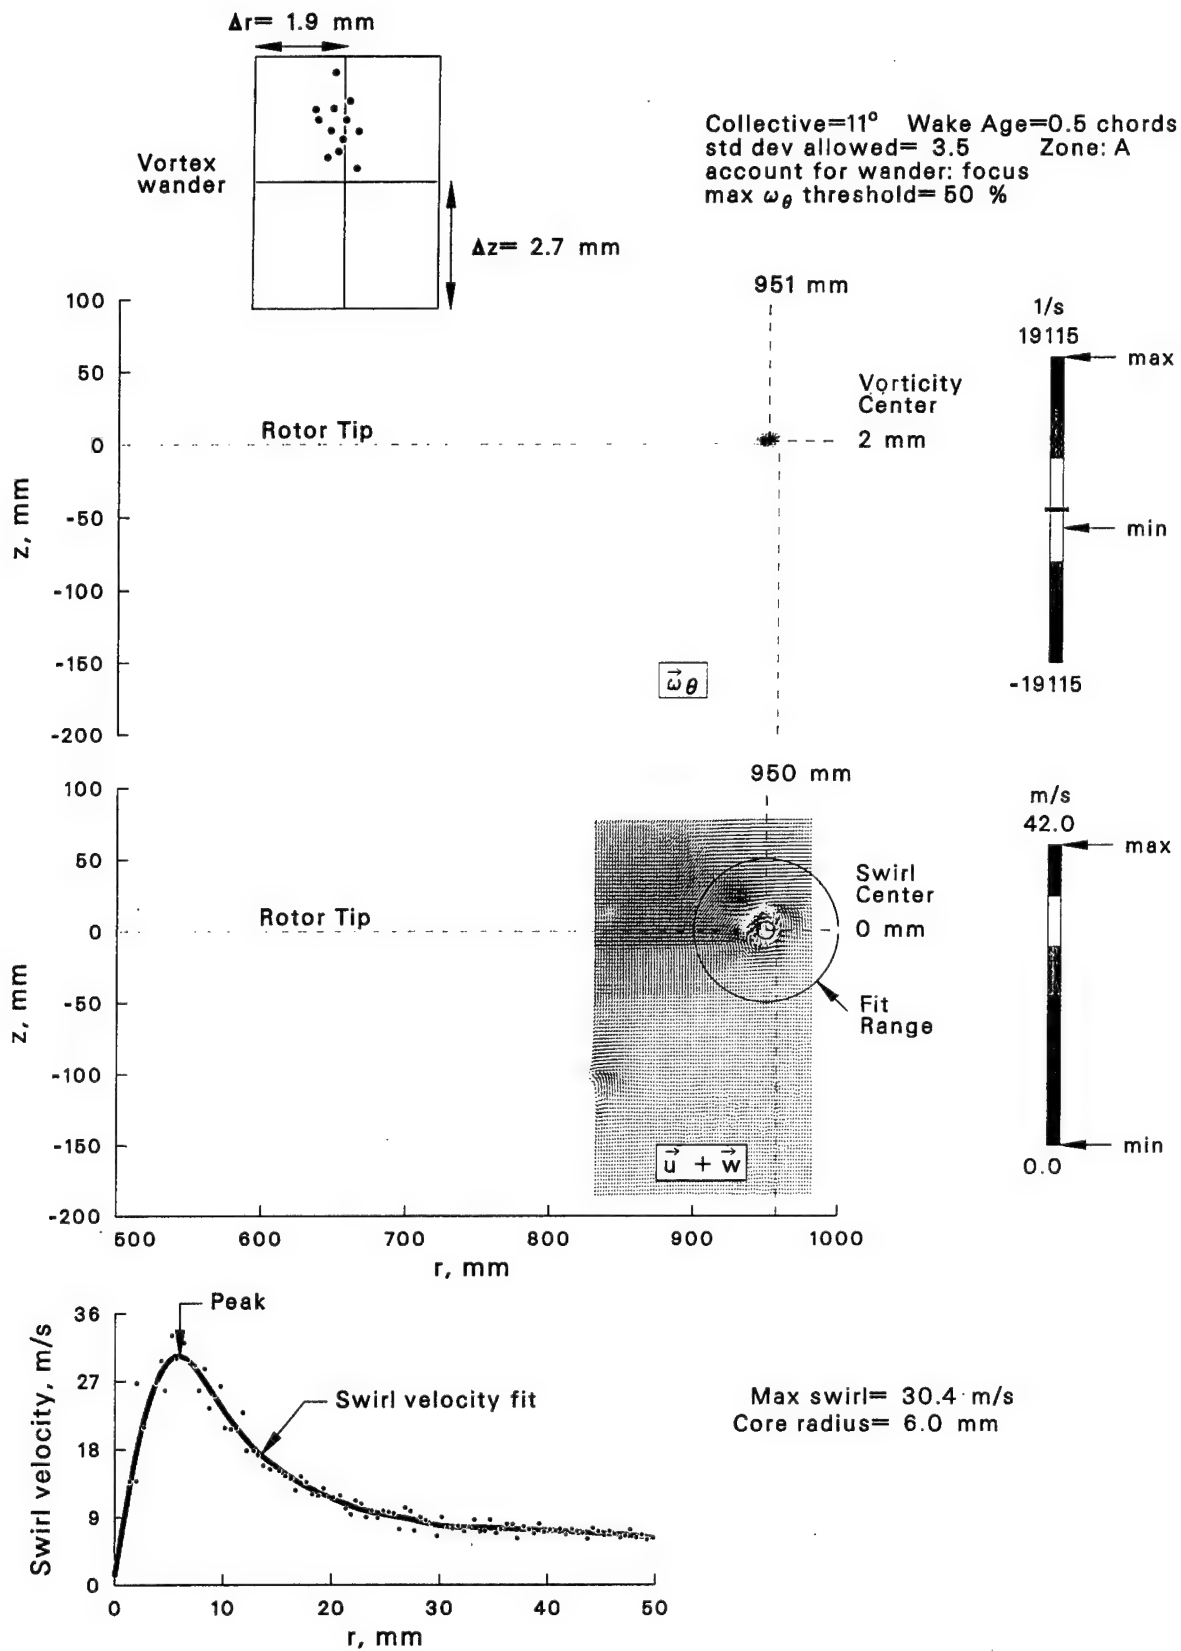 Δr= 1.9 mm
Vortex
wander
Δz= 2.7 mm
Collective=11° Wake Age=0.5 chords
std dev allowed= 3.5 Zone: A
account for wander: focus
max ωθ threshold= 50 %
951 mm
100
50
0
-50
-100
-150
-200
z, mm
Rotor Tip
Vorticity
Center
2 mm
ωθ
1/s
19115
max
min
-19115
950 mm
100
50
0
-50
-100
-150
-200
z, mm
Rotor Tip
Swirl
Center
0 mm
Fit
Range
u + w
m/s
42.0
max
min
0.0
500 600 700 800 900 1000
r, mm
Peak
36
27
18
9
0
Swirl velocity, m/s
Swirl velocity fit
Max swirl= 30.4 m/s
Core radius= 6.0 mm
0 10 20 30 40 50
r, mm